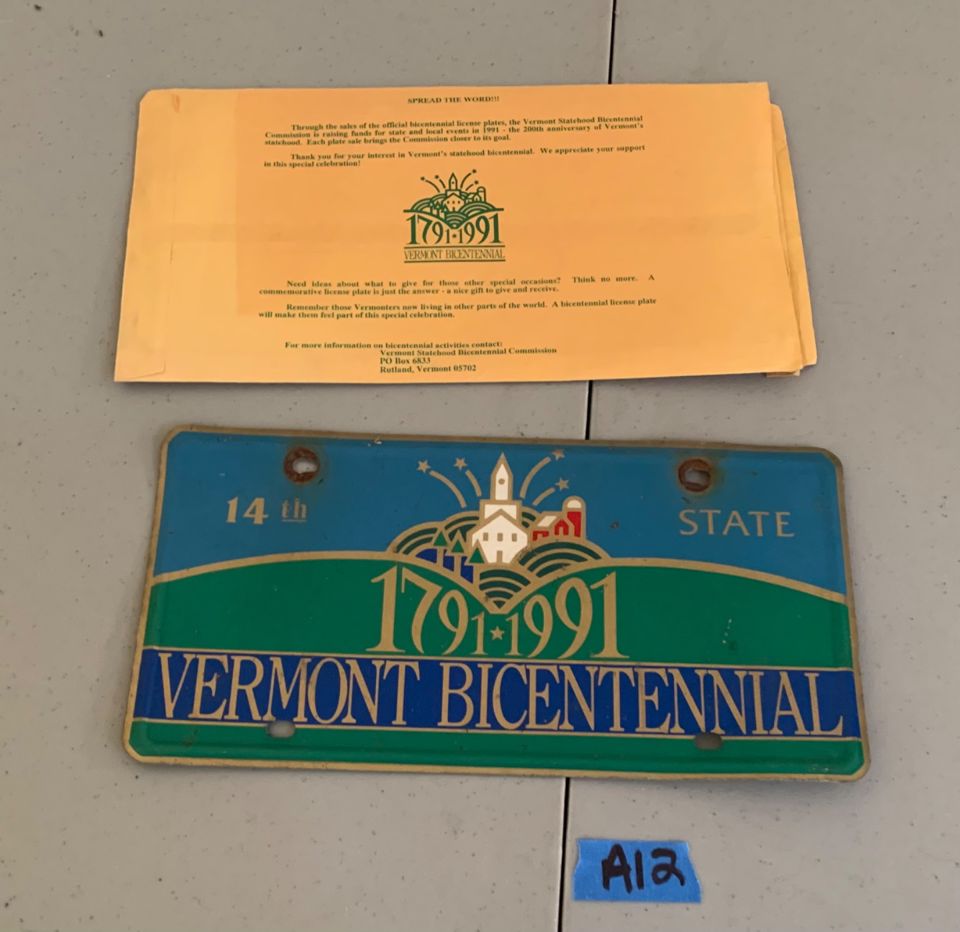 SPREAD THE WORD!!!
Through the sales of the official bicentennial license plates, the Vermont Statehood Bicentennial
Commission is raising funds for state and local events in 1991 - the 200th anniversary of Vermont's
statehood. Each plate sale brings the Commission closer to its goal.
Thank you for your interest in Vermont's statehood bicentennial. We appreciate your support
in this special celebration!
1791★1991
VERMONT BICENTENNIAL
Need ideas about what to give for those other special occasions? Think no more. A
commemorative license plate is just the answer - a nice gift to give and receive.
Remember those Vermonters now living in other parts of the world. A bicentennial license plate
will make them feel part of this special celebration.
For more information on bicentennial activities contact:
Vermont Statehood Bicentennial Commission
PO Box 6833
Rutland, Vermont 05702
14th STATE
1791★1991
VERMONT BICENTENNIAL
A12